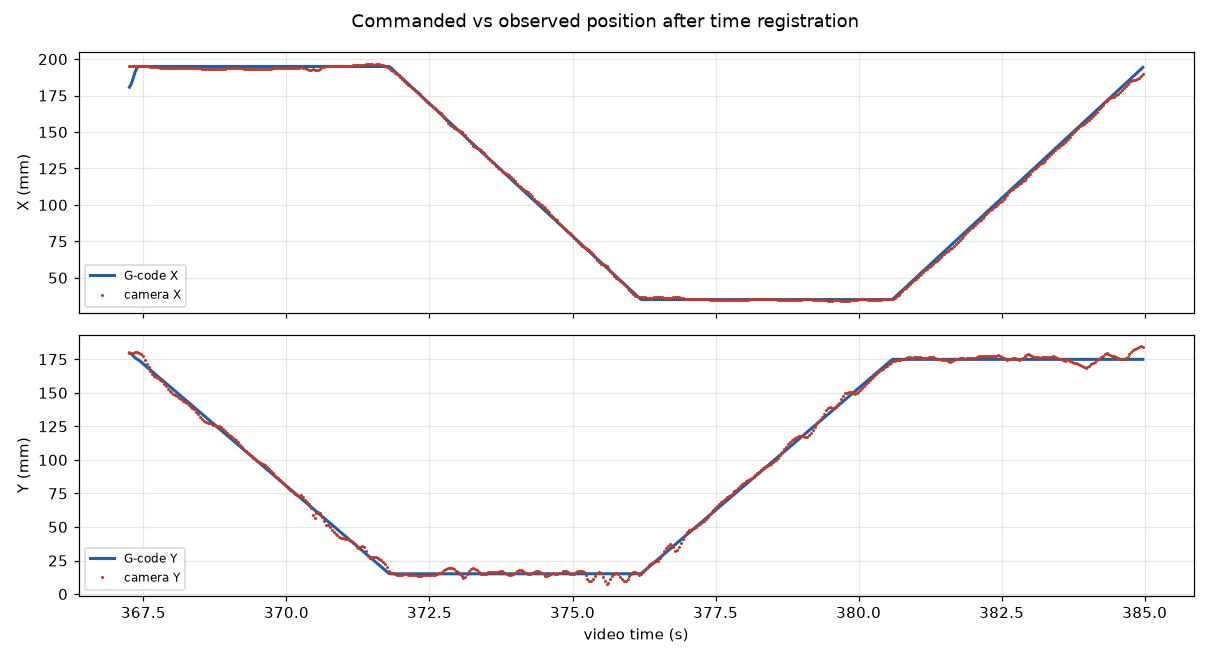 Commanded vs observed position after time registration
200
175
150
125
100
75
50
X (mm)
G-code X
camera X
175
150
125
100
75
50
25
0
Y (mm)
G-code Y
camera Y
367.5 370.0 372.5 375.0 377.5 380.0 382.5 385.0
video time (s)